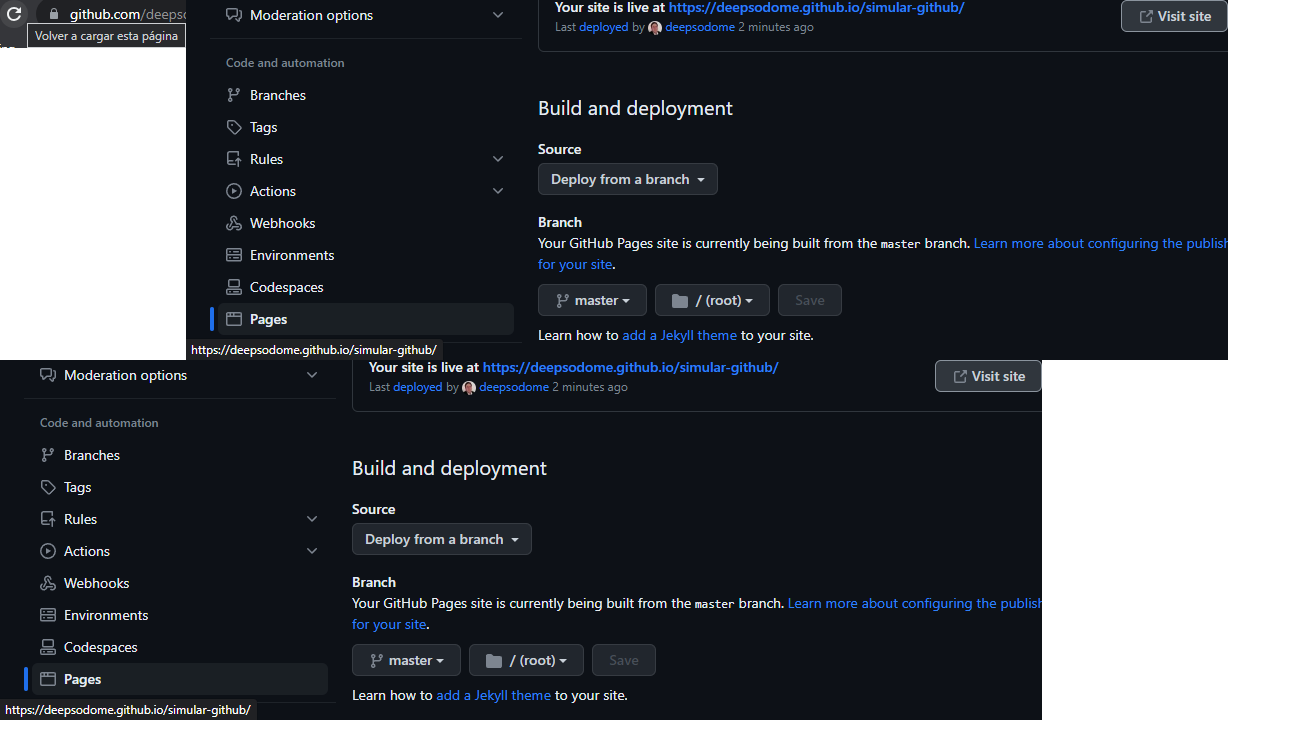 github.com/deepso
Volver a cargar esta página
Moderation options
Code and automation
Branches
Tags
Rules
Actions
Webhooks
Environments
Codespaces
Pages
https://deepsodome.github.io/simular-github/
Your site is live at https://deepsodome.github.io/simular-github/
Last deployed by deepsodome 2 minutes ago
Visit site
Build and deployment
Source
Deploy from a branch
Branch
Your GitHub Pages site is currently being built from the master branch. Learn more about configuring the publish
for your site.
master / (root) Save
Learn how to add a Jekyll theme to your site.
Moderation options
Code and automation
Branches
Tags
Rules
Actions
Webhooks
Environments
Codespaces
Pages
https://deepsodome.github.io/simular-github/
Your site is live at https://deepsodome.github.io/simular-github/
Last deployed by deepsodome 2 minutes ago
Visit site
Build and deployment
Source
Deploy from a branch
Branch
Your GitHub Pages site is currently being built from the master branch. Learn more about configuring the publish
for your site.
master / (root) Save
Learn how to add a Jekyll theme to your site.